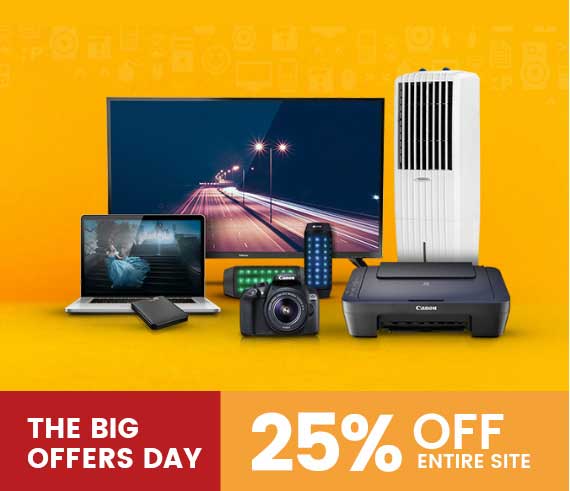 Canon
Canon
THE BIG
OFFERS DAY
25% OFF
ENTIRE SITE